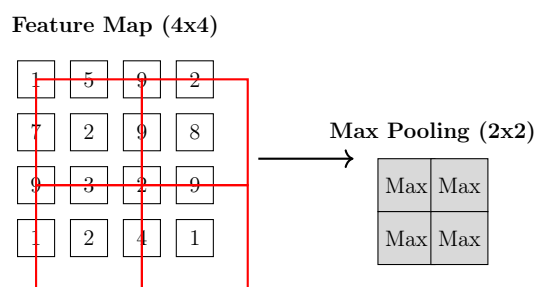 Feature Map (4x4)
1 5 9 2
7 2 9 8
Max Pooling (2x2)
9 3 2 9
Max Max
1 2 4 1
Max Max